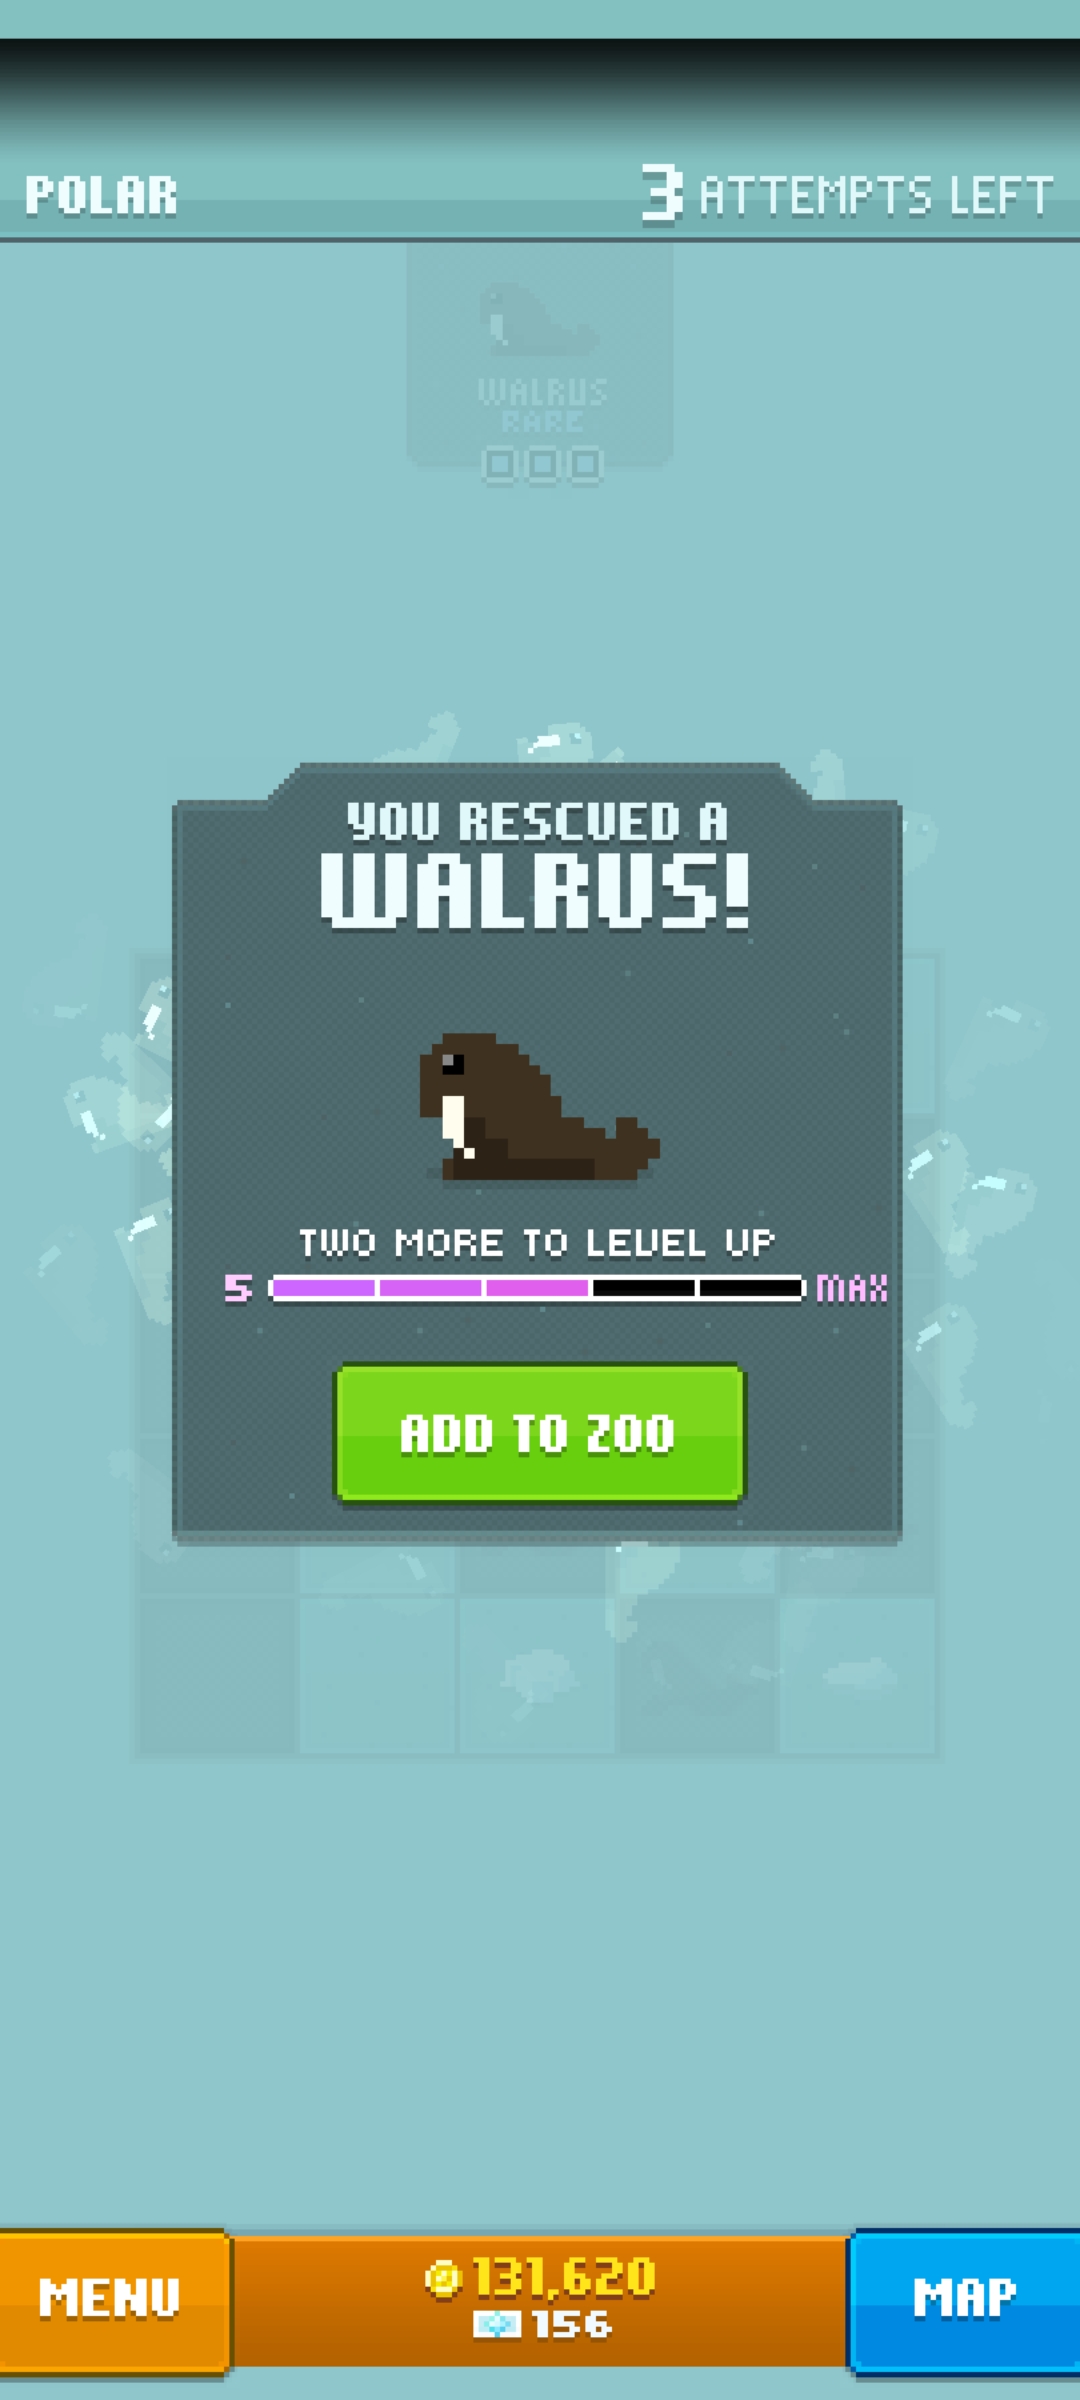 POLAR
3 ATTEMPTS LEFT
WALRUS
RARE
YOU RESCUED A
WALRUS!
TWO MORE TO LEVEL UP
5 MAX
ADD TO ZOO
MENU
131,620
156
MAP